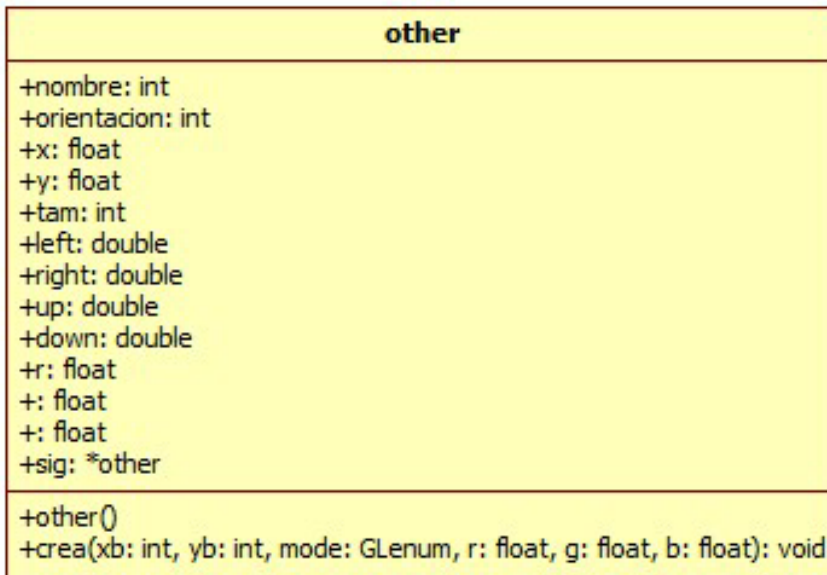 other
+nombre: int
+orientacion: int
+x: float
+y: float
+tam: int
+left: double
+right: double
+up: double
+down: double
+r: float
+: float
+: float
+sig: *other
+other()
+crea(xb: int, yb: int, mode: GLenum, r: float, g: float, b: float): void